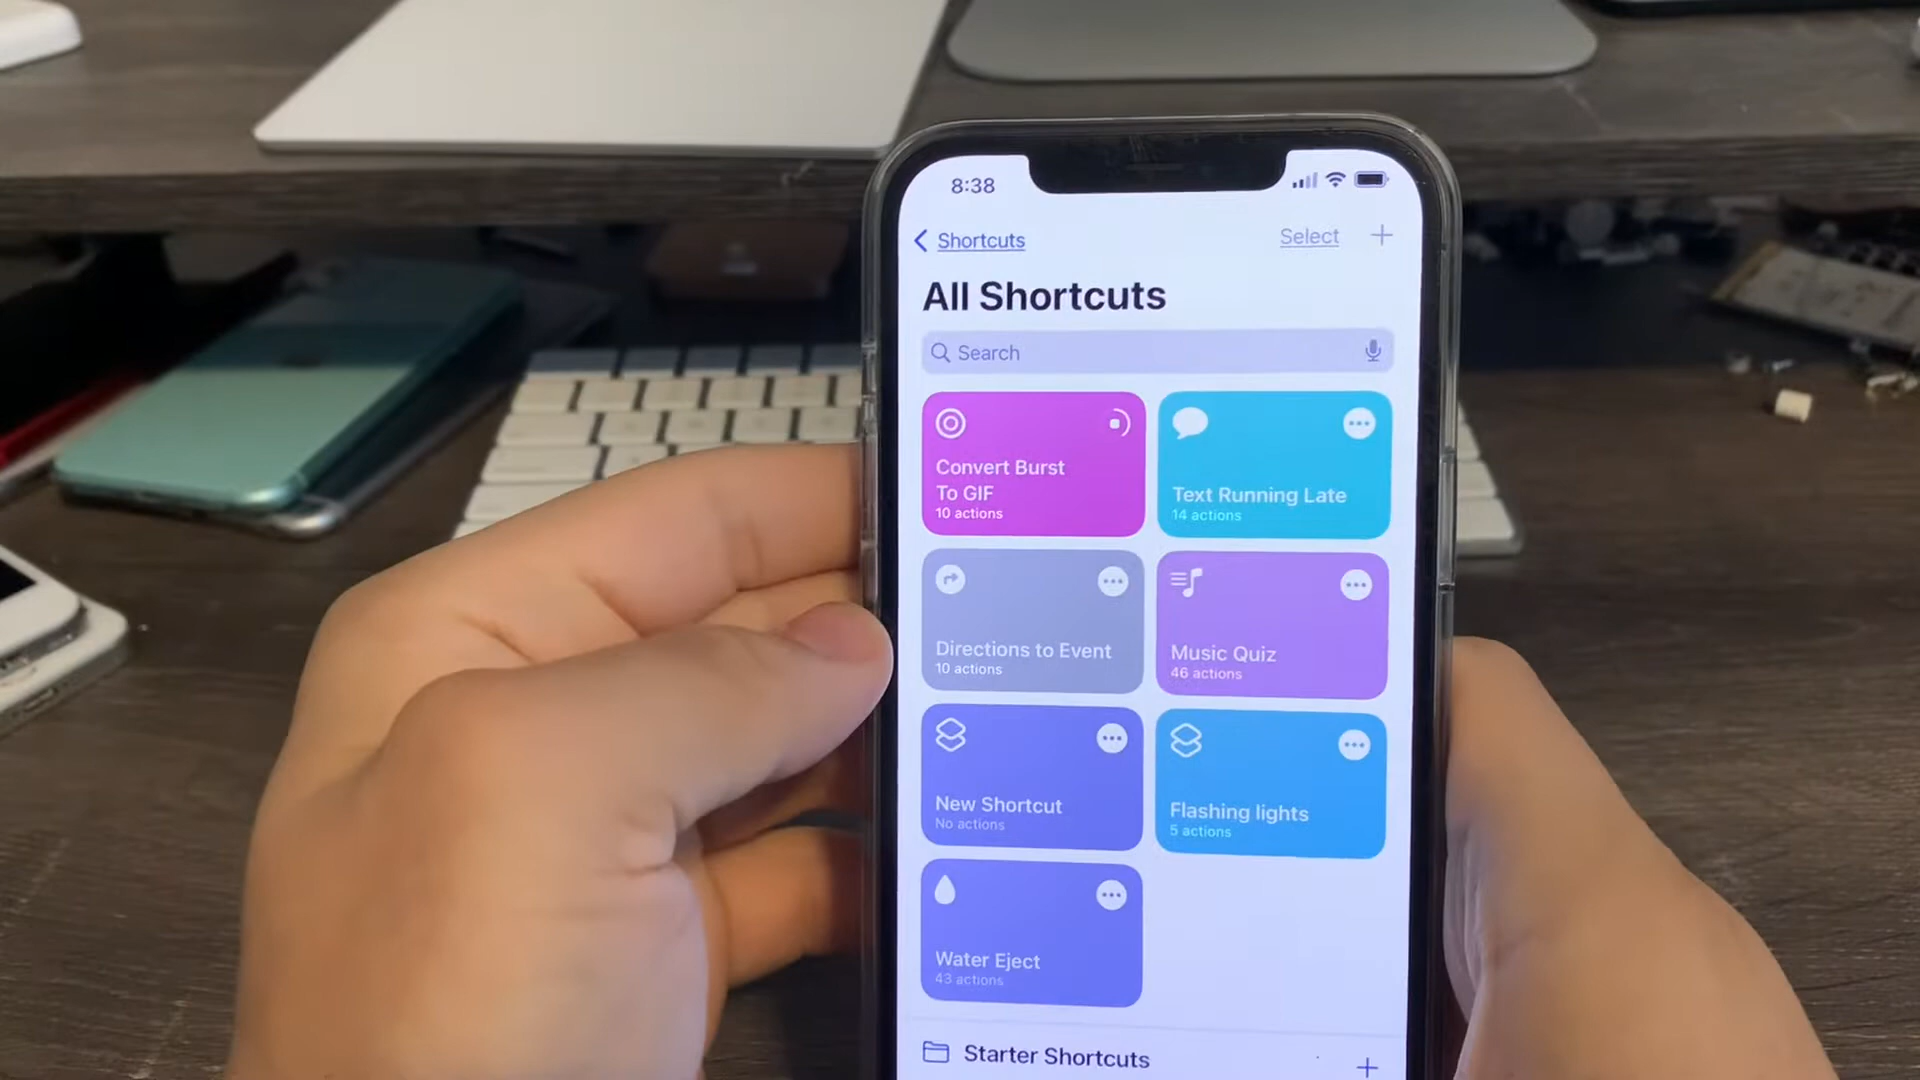 8:38
Shortcuts
Select
All Shortcuts
Search
Convert Burst
To GIF
10 actions
Text Running Late
14 actions
Directions to Event
10 actions
Music Quiz
46 actions
New Shortcut
No actions
Flashing lights
5 actions
Water Eject
43 actions
Starter Shortcuts